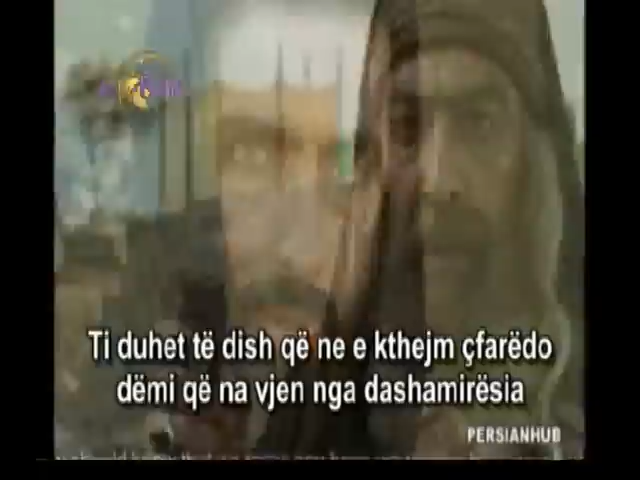 Ti duhet të dish që ne e kthejm çfarëdo
dëmi që na vjen nga dashamirësia
PERSIANHUB